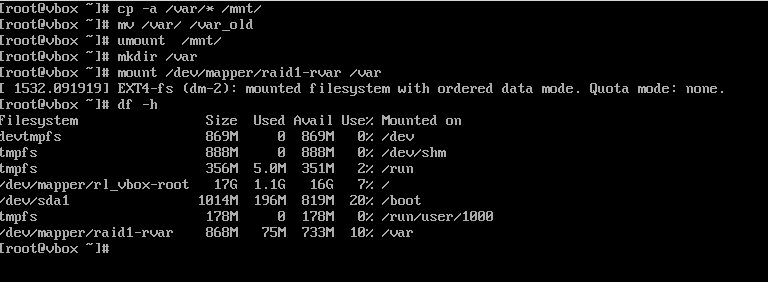 [root@vbox ~]# cp -a /var/* /mnt/
[root@vbox ~]# mv /var/ /var_old
[root@vbox ~]# umount  /mnt/
[root@vbox ~]# mkdir /var
[root@vbox ~]# mount /dev/mapper/raid1-rvar /var
[ 1532.091919] EXT4-fs (dm-2): mounted filesystem with ordered data mode. Quota mode: none.
[root@vbox ~]# df -h
Filesystem                Size  Used Avail Use% Mounted on
devtmpfs                  869M     0  869M   0% /dev
tmpfs                     888M     0  888M   0% /dev/shm
tmpfs                     356M  5.0M  351M   2% /run
/dev/mapper/rl_vbox-root   17G  1.1G   16G   7% /
/dev/sda1                1014M  196M  819M  20% /boot
tmpfs                     178M     0  178M   0% /run/user/1000
/dev/mapper/raid1-rvar    868M   75M  733M  10% /var
[root@vbox ~]#